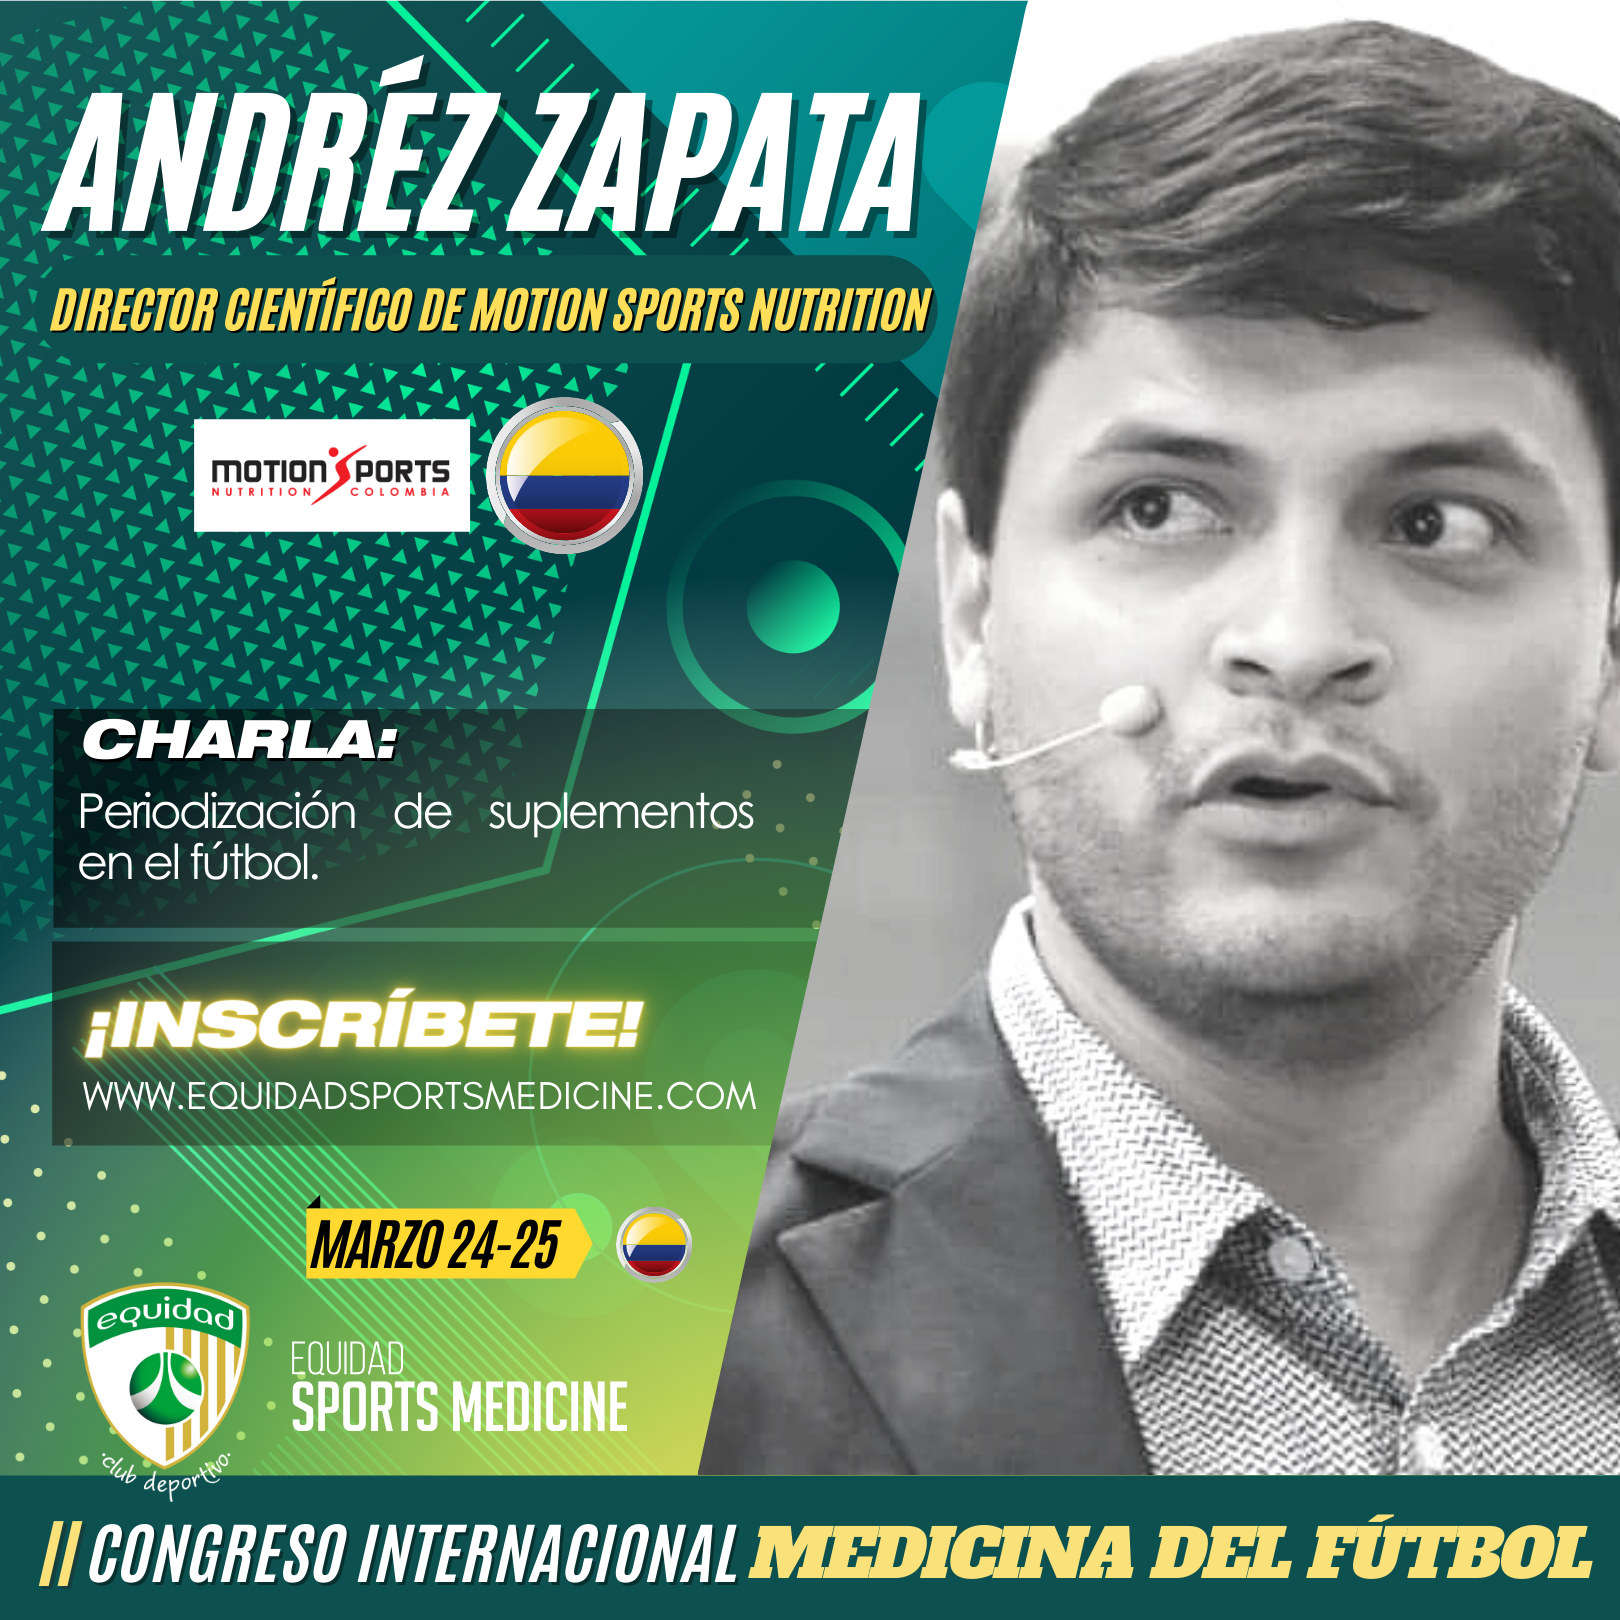 ANDRÉZ ZAPATA
DIRECTOR CIENTÍFICO DE MOTION SPORTS NUTRITION
MOTION SPORTS
NUTRITION COLOMBIA
CHARLA:
Periodización de suplementos
en el fútbol.
¡INSCRÍBETE!
WWW.EQUIDADSPORTSMEDICINE.COM
MARZO 24-25
equidad
club deportivo
EQUIDAD
SPORTS MEDICINE
II CONGRESO INTERNACIONAL MEDICINA DEL FÚTBOL